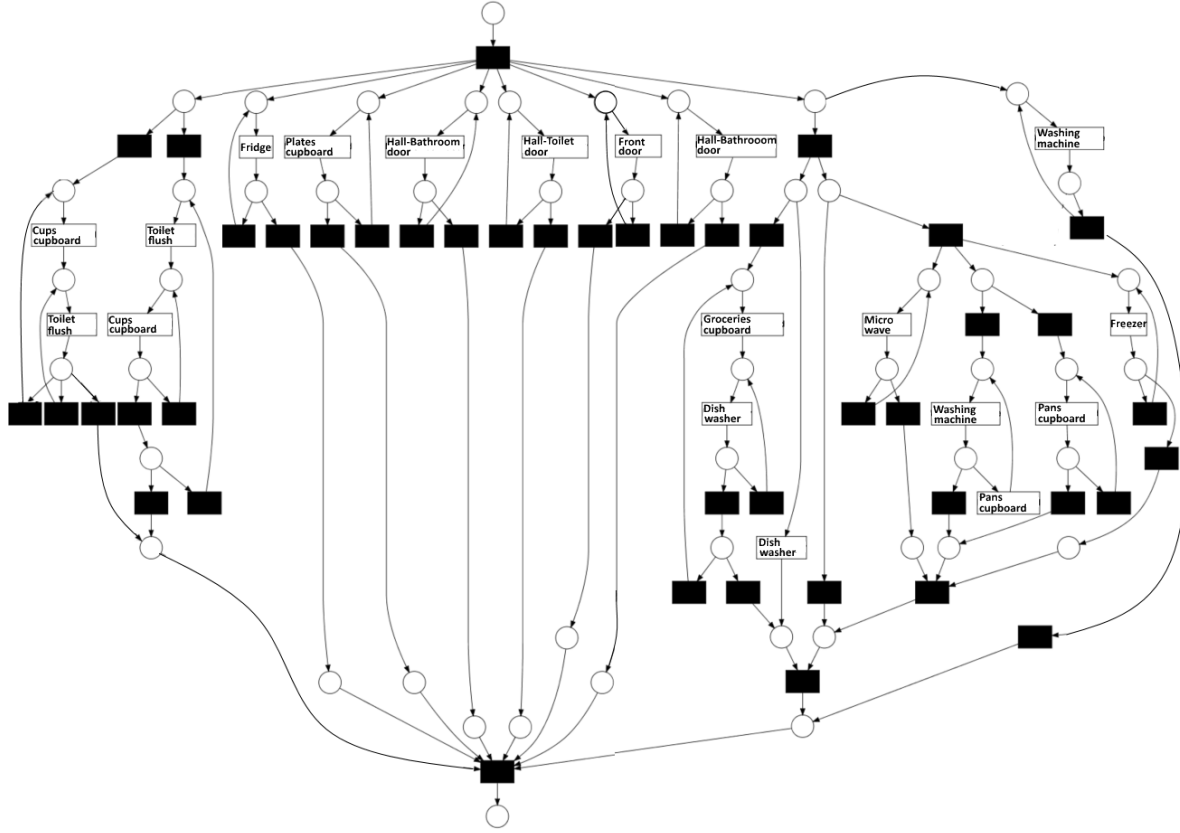 Washing
machine
Fridge
Plates
cupboard
Hall-Bathroom
door
Hall-Toilet
door
Front
door
Hall-Bathrooom
door
Cups
cupboard
Toilet
flush
Toilet
flush
Cups
cupboard
Groceries
cupboard
Micro
wave
Freezer
Dish
washer
Washing
machine
Pans
cupboard
Pans
cupboard
Dish
washer